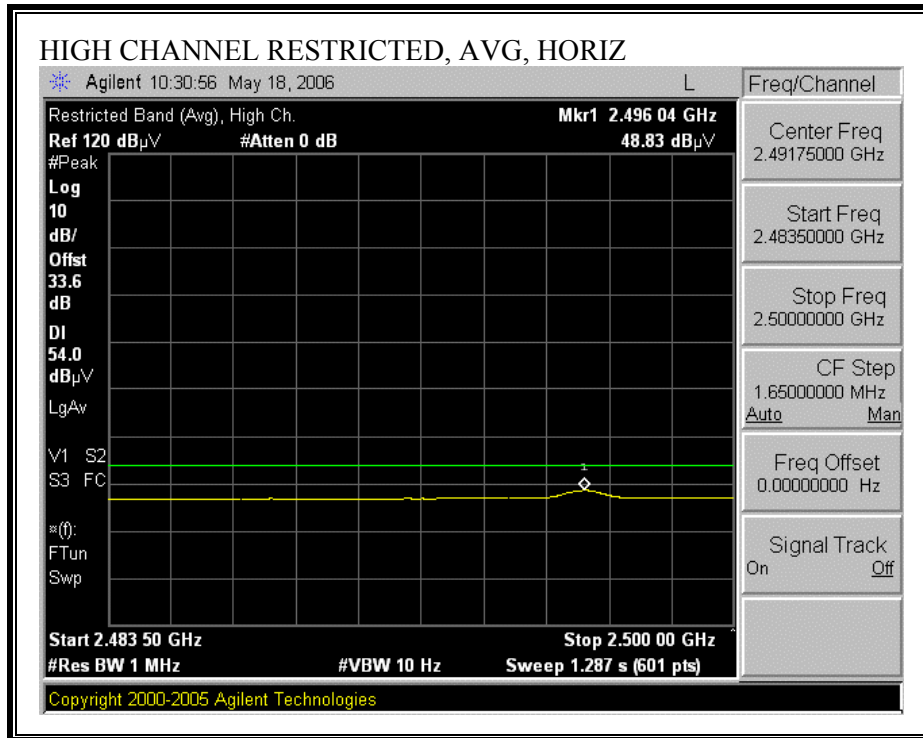 HIGH CHANNEL RESTRICTED, AVG, HORIZ
Agilent 10:30:56 May 18, 2006 L
Restricted Band (Avg), High Ch. Mkr1 2.496 04 GHz
Ref 120 dBµV #Atten 0 dB 48.83 dBµV
#Peak
Log
10
dB/
Offst
33.6
dB
DI
54.0
dBµV
LgAv
V1 S2
S3 FC
¤(f):
FTun
Swp
1
Start 2.483 50 GHz Stop 2.500 00 GHz ^
#Res BW 1 MHz #VBW 10 Hz Sweep 1.287 s (601 pts)
Copyright 2000-2005 Agilent Technologies
Freq/Channel
Center Freq
2.49175000 GHz
Start Freq
2.48350000 GHz
Stop Freq
2.50000000 GHz
CF Step
1.65000000 MHz
Auto Man
Freq Offset
0.00000000 Hz
Signal Track
On Off